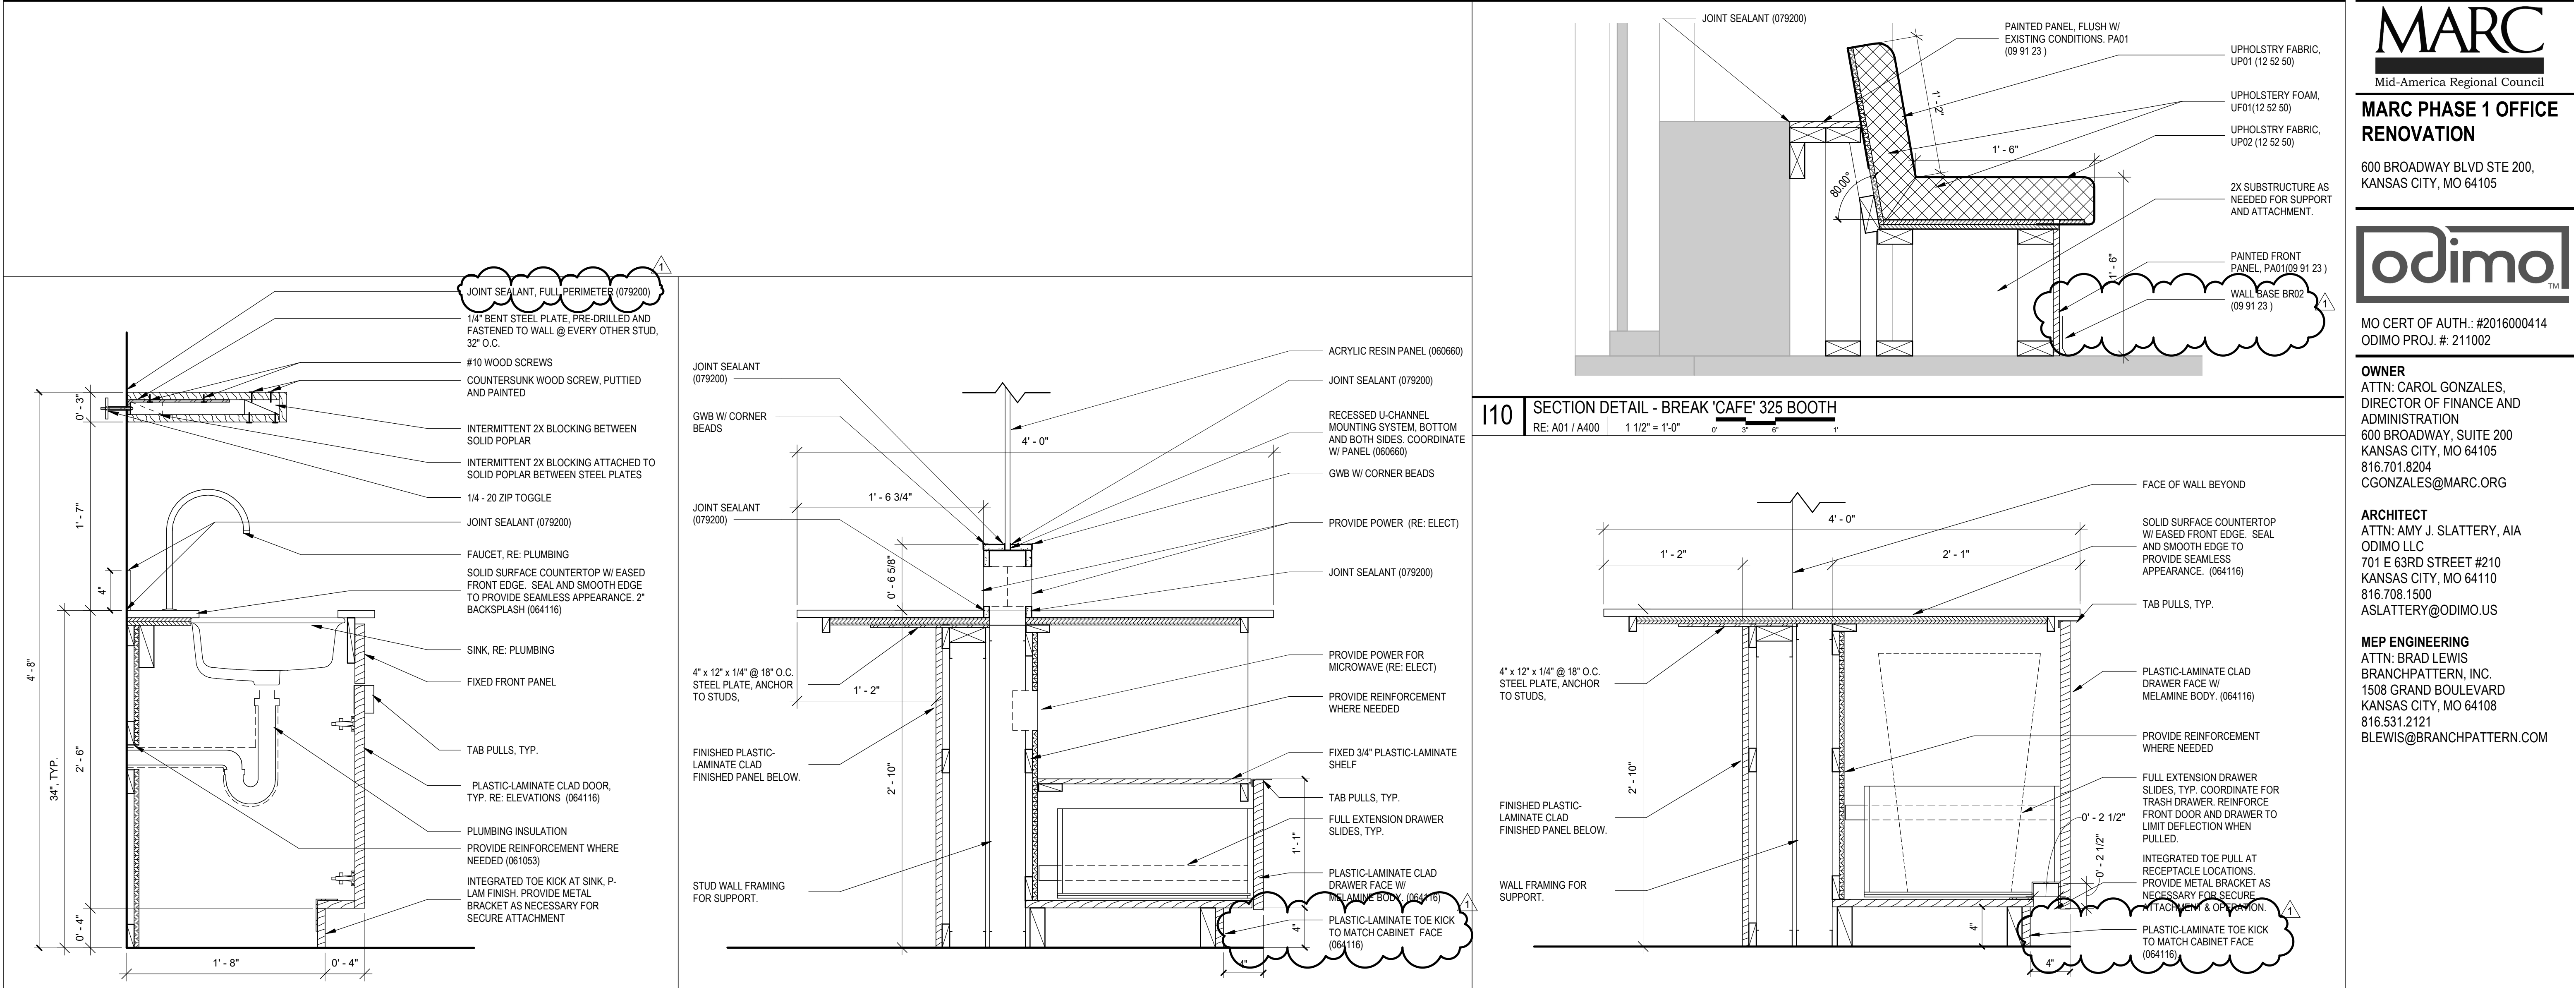 JOINT SEALANT, FULL PERIMETER (079200)
1
1/4" BENT STEEL PLATE, PRE-DRILLED AND
FASTENED TO WALL @ EVERY OTHER STUD,
32" O.C.
#10 WOOD SCREWS
COUNTERSUNK WOOD SCREW, PUTTIED
AND PAINTED
INTERMITTENT 2X BLOCKING BETWEEN
SOLID POPLAR
INTERMITTENT 2X BLOCKING ATTACHED TO
SOLID POPLAR BETWEEN STEEL PLATES
1/4 - 20 ZIP TOGGLE
JOINT SEALANT (079200)
FAUCET, RE: PLUMBING
SOLID SURFACE COUNTERTOP W/ EASED
FRONT EDGE. SEAL AND SMOOTH EDGE
TO PROVIDE SEAMLESS APPEARANCE. 2"
BACKSPLASH (064116)
SINK, RE: PLUMBING
FIXED FRONT PANEL
TAB PULLS, TYP.
PLASTIC-LAMINATE CLAD DOOR,
TYP. RE: ELEVATIONS (064116)
PLUMBING INSULATION
PROVIDE REINFORCEMENT WHERE
NEEDED (061053)
INTEGRATED TOE KICK AT SINK, P-
LAM FINISH. PROVIDE METAL
BRACKET AS NECESSARY FOR
SECURE ATTACHMENT
0' - 3"
1' - 7"
4"
4' - 8"
34", TYP.
2' - 6"
0' - 4"
1' - 8"
0' - 4"
JOINT SEALANT
(079200)
GWB W/ CORNER
BEADS
JOINT SEALANT
(079200)
4" x 12" x 1/4" @ 18" O.C.
STEEL PLATE, ANCHOR
TO STUDS,
FINISHED PLASTIC-
LAMINATE CLAD
FINISHED PANEL BELOW.
STUD WALL FRAMING
FOR SUPPORT.
4' - 0"
1' - 6 3/4"
0' - 6 5/8"
1' - 2"
2' - 10"
1' - 1"
4"
4"
ACRYLIC RESIN PANEL (060660)
JOINT SEALANT (079200)
RECESSED U-CHANNEL
MOUNTING SYSTEM, BOTTOM
AND BOTH SIDES. COORDINATE
W/ PANEL (060660)
GWB W/ CORNER BEADS
PROVIDE POWER (RE: ELECT)
JOINT SEALANT (079200)
PROVIDE POWER FOR
MICROWAVE (RE: ELECT)
PROVIDE REINFORCEMENT
WHERE NEEDED
FIXED 3/4" PLASTIC-LAMINATE
SHELF
TAB PULLS, TYP.
FULL EXTENSION DRAWER
SLIDES, TYP.
PLASTIC-LAMINATE CLAD
DRAWER FACE W/
MELAMINE BODY. (064116)
1
PLASTIC-LAMINATE TOE KICK
TO MATCH CABINET FACE
(064116)
JOINT SEALANT (079200)
PAINTED PANEL, FLUSH W/
EXISTING CONDITIONS. PA01
(09 91 23 )
UPHOLSTRY FABRIC,
UP01 (12 52 50)
UPHOLSTERY FOAM,
UF01(12 52 50)
UPHOLSTRY FABRIC,
UP02 (12 52 50)
2X SUBSTRUCTURE AS
NEEDED FOR SUPPORT
AND ATTACHMENT.
PAINTED FRONT
PANEL, PA01(09 91 23 )
WALL BASE BR02
(09 91 23 )
1
1' - 2"
1' - 6"
80.00°
1' - 6"
I10
SECTION DETAIL - BREAK 'CAFE' 325 BOOTH
RE: A01 / A400
1 1/2" = 1'-0"
0' 3" 6" 1'
4' - 0"
1' - 2"
2' - 1"
2' - 10"
0' - 2 1/2"
0' - 2 1/2"
4"
4"
4" x 12" x 1/4" @ 18" O.C.
STEEL PLATE, ANCHOR
TO STUDS,
FINISHED PLASTIC-
LAMINATE CLAD
FINISHED PANEL BELOW.
WALL FRAMING FOR
SUPPORT.
FACE OF WALL BEYOND
SOLID SURFACE COUNTERTOP
W/ EASED FRONT EDGE. SEAL
AND SMOOTH EDGE TO
PROVIDE SEAMLESS
APPEARANCE. (064116)
TAB PULLS, TYP.
PLASTIC-LAMINATE CLAD
DRAWER FACE W/
MELAMINE BODY. (064116)
PROVIDE REINFORCEMENT
WHERE NEEDED
FULL EXTENSION DRAWER
SLIDES, TYP. COORDINATE FOR
TRASH DRAWER. REINFORCE
FRONT DOOR AND DRAWER TO
LIMIT DEFLECTION WHEN
PULLED.
INTEGRATED TOE PULL AT
RECEPTACLE LOCATIONS.
PROVIDE METAL BRACKET AS
NECESSARY FOR SECURE
ATTACHMENT & OPERATION.
1
PLASTIC-LAMINATE TOE KICK
TO MATCH CABINET FACE
(064116)
MARC
Mid-America Regional Council
MARC PHASE 1 OFFICE
RENOVATION
600 BROADWAY BLVD STE 200,
KANSAS CITY, MO 64105
odimo
TM
MO CERT OF AUTH.: #2016000414
ODIMO PROJ. #: 211002
OWNER
ATTN: CAROL GONZALES,
DIRECTOR OF FINANCE AND
ADMINISTRATION
600 BROADWAY, SUITE 200
KANSAS CITY, MO 64105
816.701.8204
CGONZALES@MARC.ORG
ARCHITECT
ATTN: AMY J. SLATTERY, AIA
ODIMO LLC
701 E 63RD STREET #210
KANSAS CITY, MO 64110
816.708.1500
ASLATTERY@ODIMO.US
MEP ENGINEERING
ATTN: BRAD LEWIS
BRANCHPATTERN, INC.
1508 GRAND BOULEVARD
KANSAS CITY, MO 64108
816.531.2121
BLEWIS@BRANCHPATTERN.COM